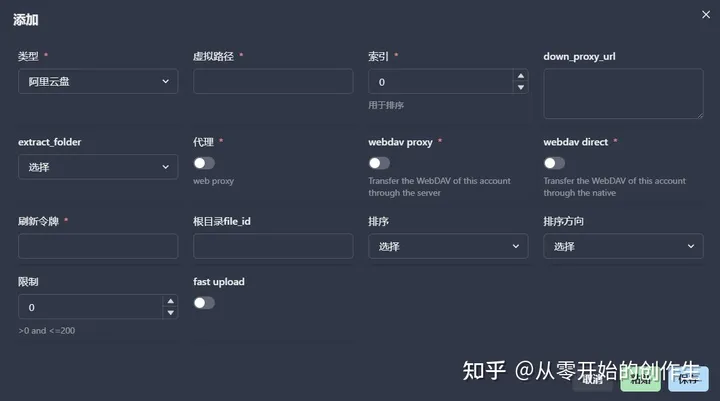 添加
类型 *
虚拟路径 *
索引 *
down_proxy_url
阿里云盘
0
用于排序
extract_folder
代理 *
webdav proxy *
webdav direct *
选择
web proxy
Transfer the WebDAV of this account
through the server
Transfer the WebDAV of this account
through the native
刷新令牌 *
根目录file_id
排序
排序方向
选择
选择
限制
fast upload
0
>0 and <=200
知乎 @从零开始的创作生
取消
粘贴
保存